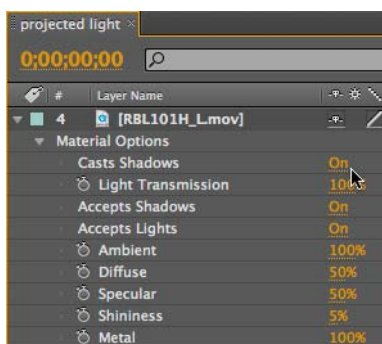 projected light ×
0;00;00;00
# Layer Name
4 [RBL101H_L.mov]
Material Options
Casts Shadows On
Light Transmission 100%
Accepts Shadows On
Accepts Lights On
Ambient 100%
Diffuse 50%
Specular 50%
Shininess 5%
Metal 100%